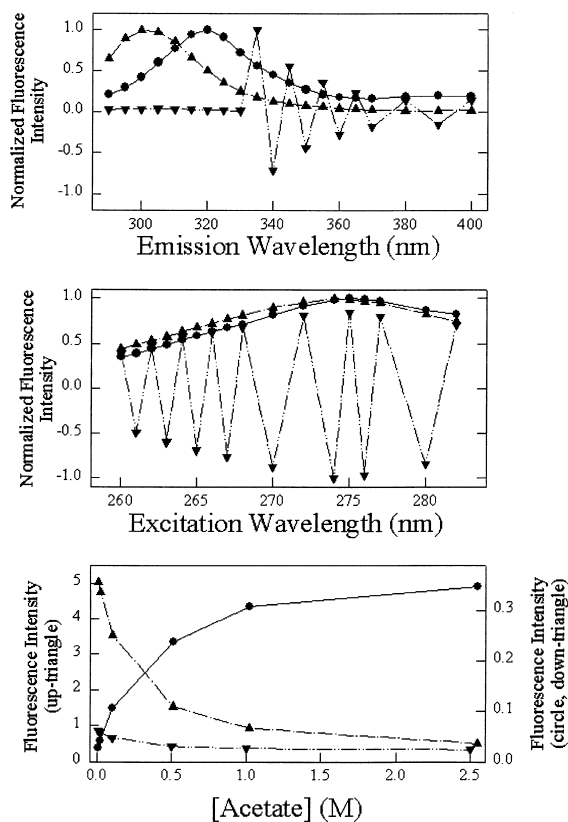 Normalized Fluorescence
Intensity
1.0
0.5
0.0
-0.5
-1.0
300 320 340 360 380 400
Emission Wavelength (nm)
Normalized Fluorescence
Intensity
1.0
0.5
0.0
-0.5
-1.0
260 265 270 275 280
Excitation Wavelength (nm)
Fluorescence Intensity
(up-triangle)
5
4
3
2
1
0
0.0 0.5 1.0 1.5 2.0 2.5
0.3
0.2
0.1
0.0
Fluorescence Intensity
(circle, down-triangle)
[Acetate] (M)